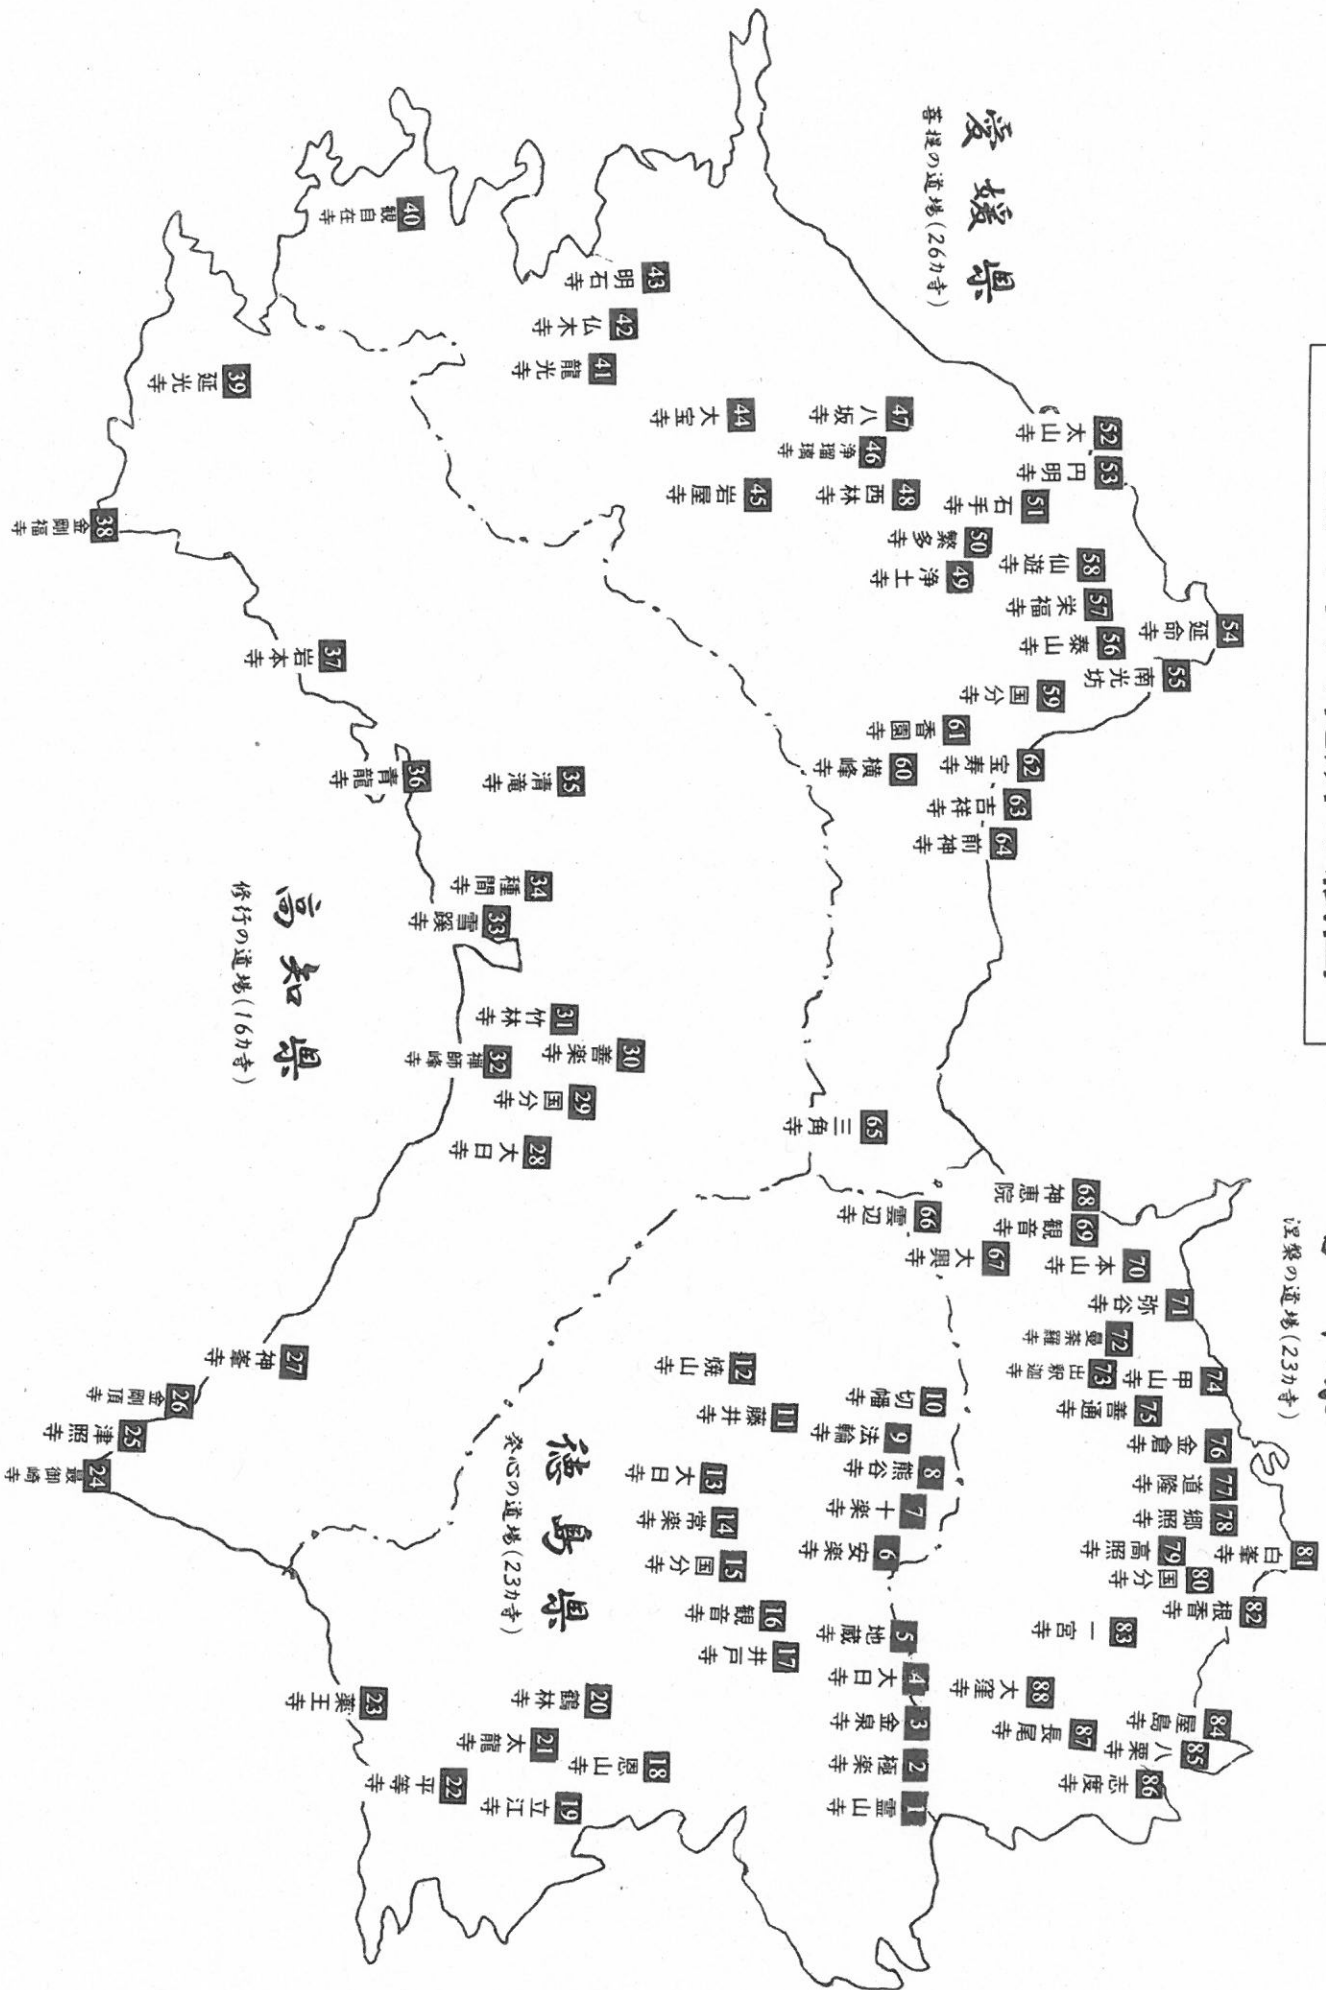 愛媛県
菩提の道場(26カ寺)
高知県
修行の道場(16カ寺)
徳島県
発心の道場(23カ寺)
涅槃の道場(23カ寺)
1 霊山寺
2 極楽寺
3 金泉寺
4 大日寺
5 地蔵寺
6 安楽寺
7 十楽寺
8 熊谷寺
9 法輪寺
10 切幡寺
11 藤井寺
12 焼山寺
13 大日寺
14 常楽寺
15 国分寺
16 観音寺
17 井戸寺
18 恩山寺
19 立江寺
20 鶴林寺
21 太龍寺
22 平等寺
23 薬王寺
24 最御崎寺
25 津照寺
26 金剛頂寺
27 神峯寺
28 大日寺
29 国分寺
30 善楽寺
31 竹林寺
32 禅師峰寺
33 雪蹊寺
34 種間寺
35 清滝寺
36 青龍寺
37 岩本寺
38 金剛福寺
39 延光寺
40 観自在寺
41 龍光寺
42 仏木寺
43 明石寺
44 大宝寺
45 岩屋寺
46 浄瑠璃寺
47 八坂寺
48 西林寺
49 浄土寺
50 繁多寺
51 石手寺
52 太山寺
53 円明寺
54 延命寺
55 南光坊
56 泰山寺
57 栄福寺
58 仙遊寺
59 国分寺
60 横峰寺
61 香園寺
62 宝寿寺
63 吉祥寺
64 前神寺
65 三角寺
66 雲辺寺
67 大興寺
68 神恵院
69 観音寺
70 本山寺
71 弥谷寺
72 曼荼羅寺
73 出釈迦寺
74 甲山寺
75 善通寺
76 金倉寺
77 道隆寺
78 郷照寺
79 高照寺
80 国分寺
81 白峯寺
82 根香寺
83 一宮寺
84 屋島寺
85 八栗寺
86 志度寺
87 長尾寺
88 大窪寺